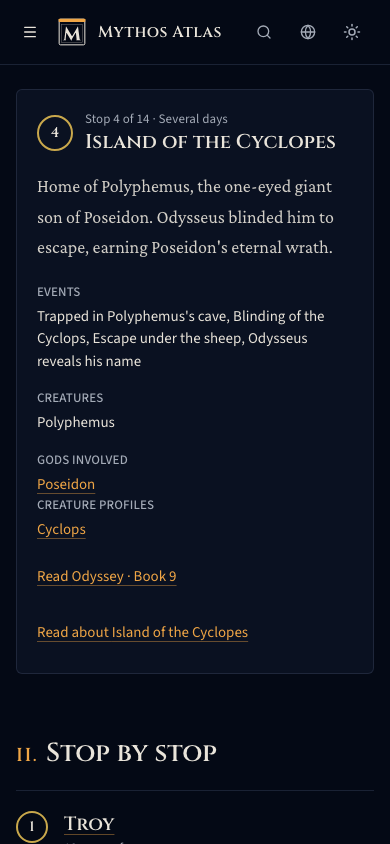 M MYTHOS ATLAS
4
Step 4 of 14 · Several days
ISLAND OF THE CYCLOPES
Home of Polyphemus, the one-eyed giant
son of Poseidon. Odysseus blinded him to
escape, earning Poseidon's eternal wrath.
EVENTS
Trapped in Polyphemus's cave, Blinding of the
Cyclops, Escape under the sheep, Odysseus
reveals his name
CREATURES
Polyphemus
GODS INVOLVED
Poseidon
CREATURE PROFILES
Cyclops
Read Odyssey · Book 9
Read about Island of the Cyclopes
II. STOP BY STOP
1 TROY